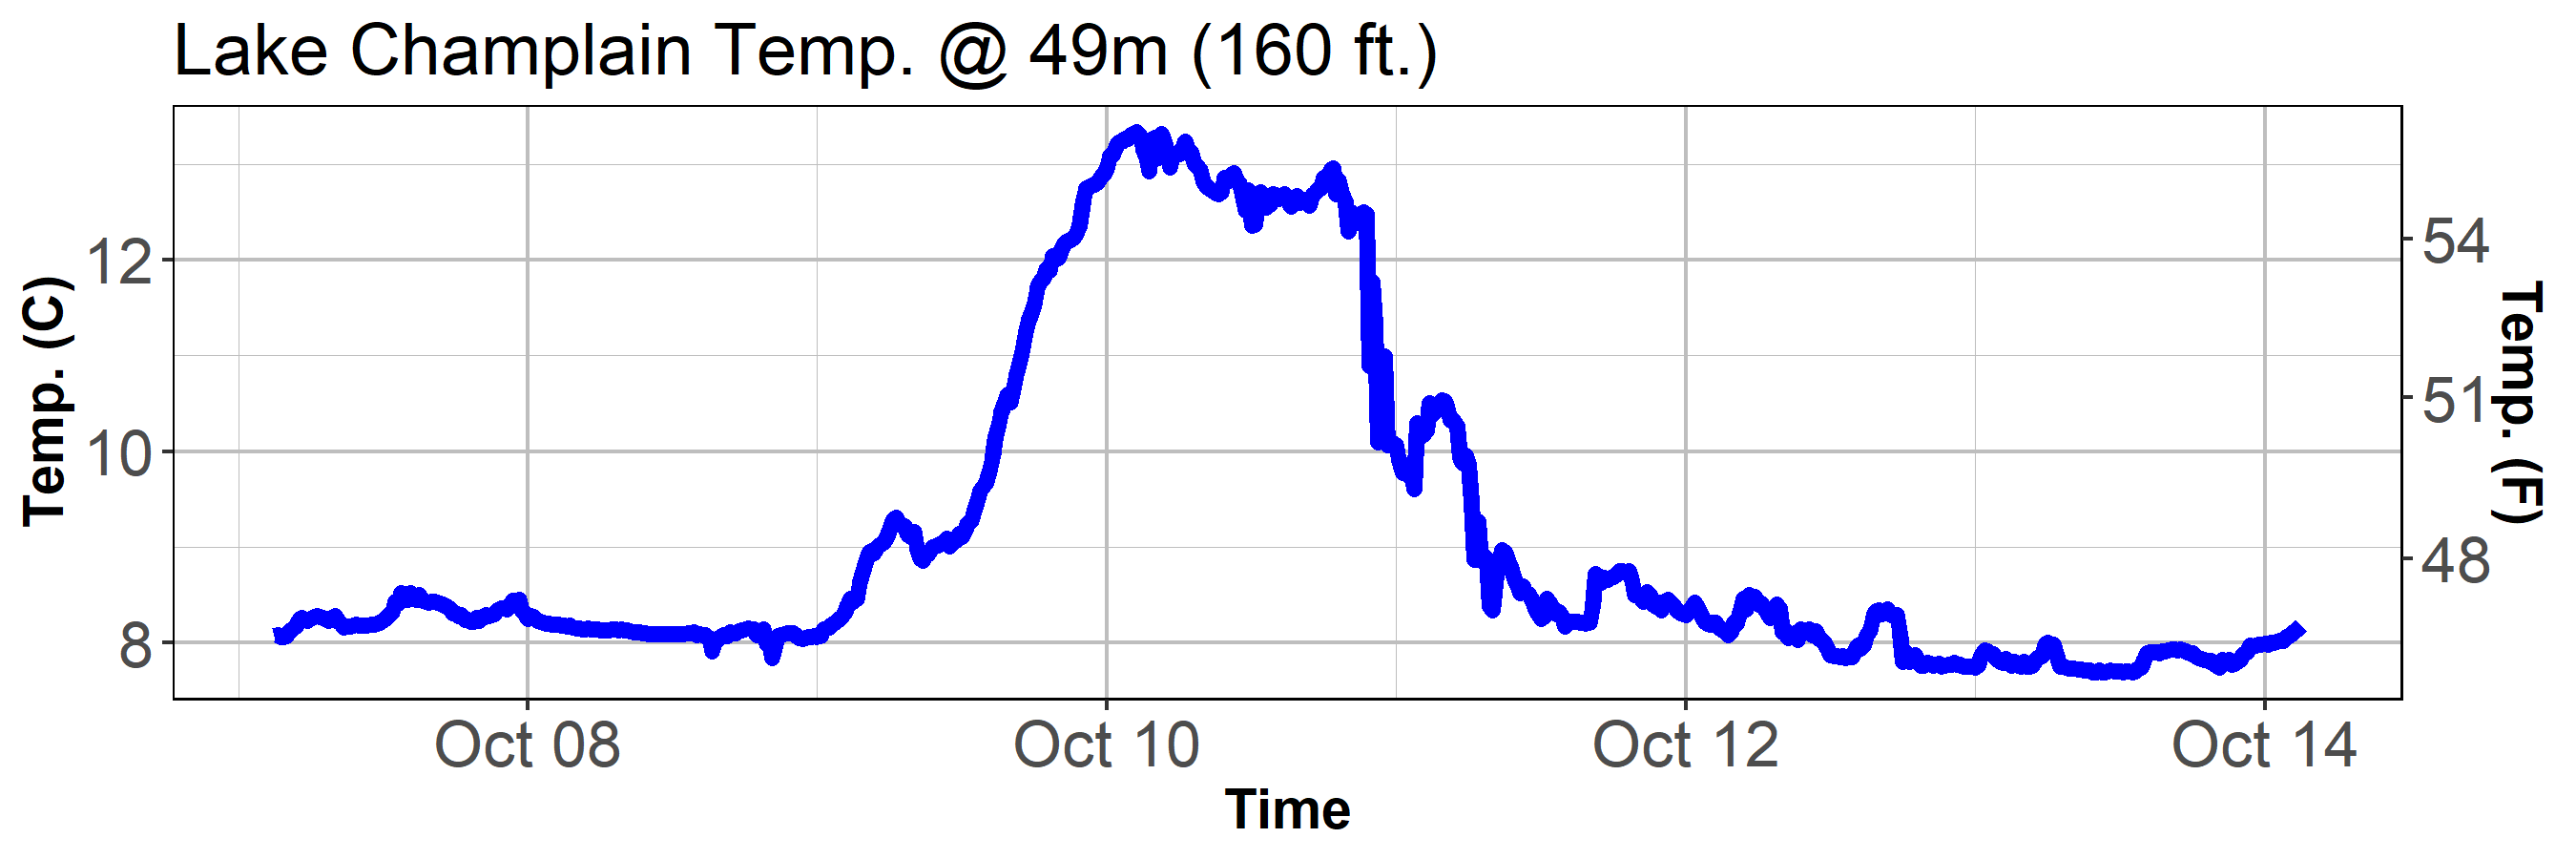 Lake Champlain Temp. @ 49m (160 ft.)
Temp. (C)
12
10
8
54
51
48
Temp. (F)
Oct 08 Oct 10 Oct 12 Oct 14
Time